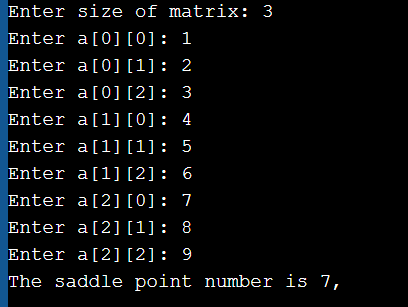 Enter size of matrix: 3
Enter a[0][0]: 1
Enter a[0][1]: 2
Enter a[0][2]: 3
Enter a[1][0]: 4
Enter a[1][1]: 5
Enter a[1][2]: 6
Enter a[2][0]: 7
Enter a[2][1]: 8
Enter a[2][2]: 9
The saddle point number is 7,